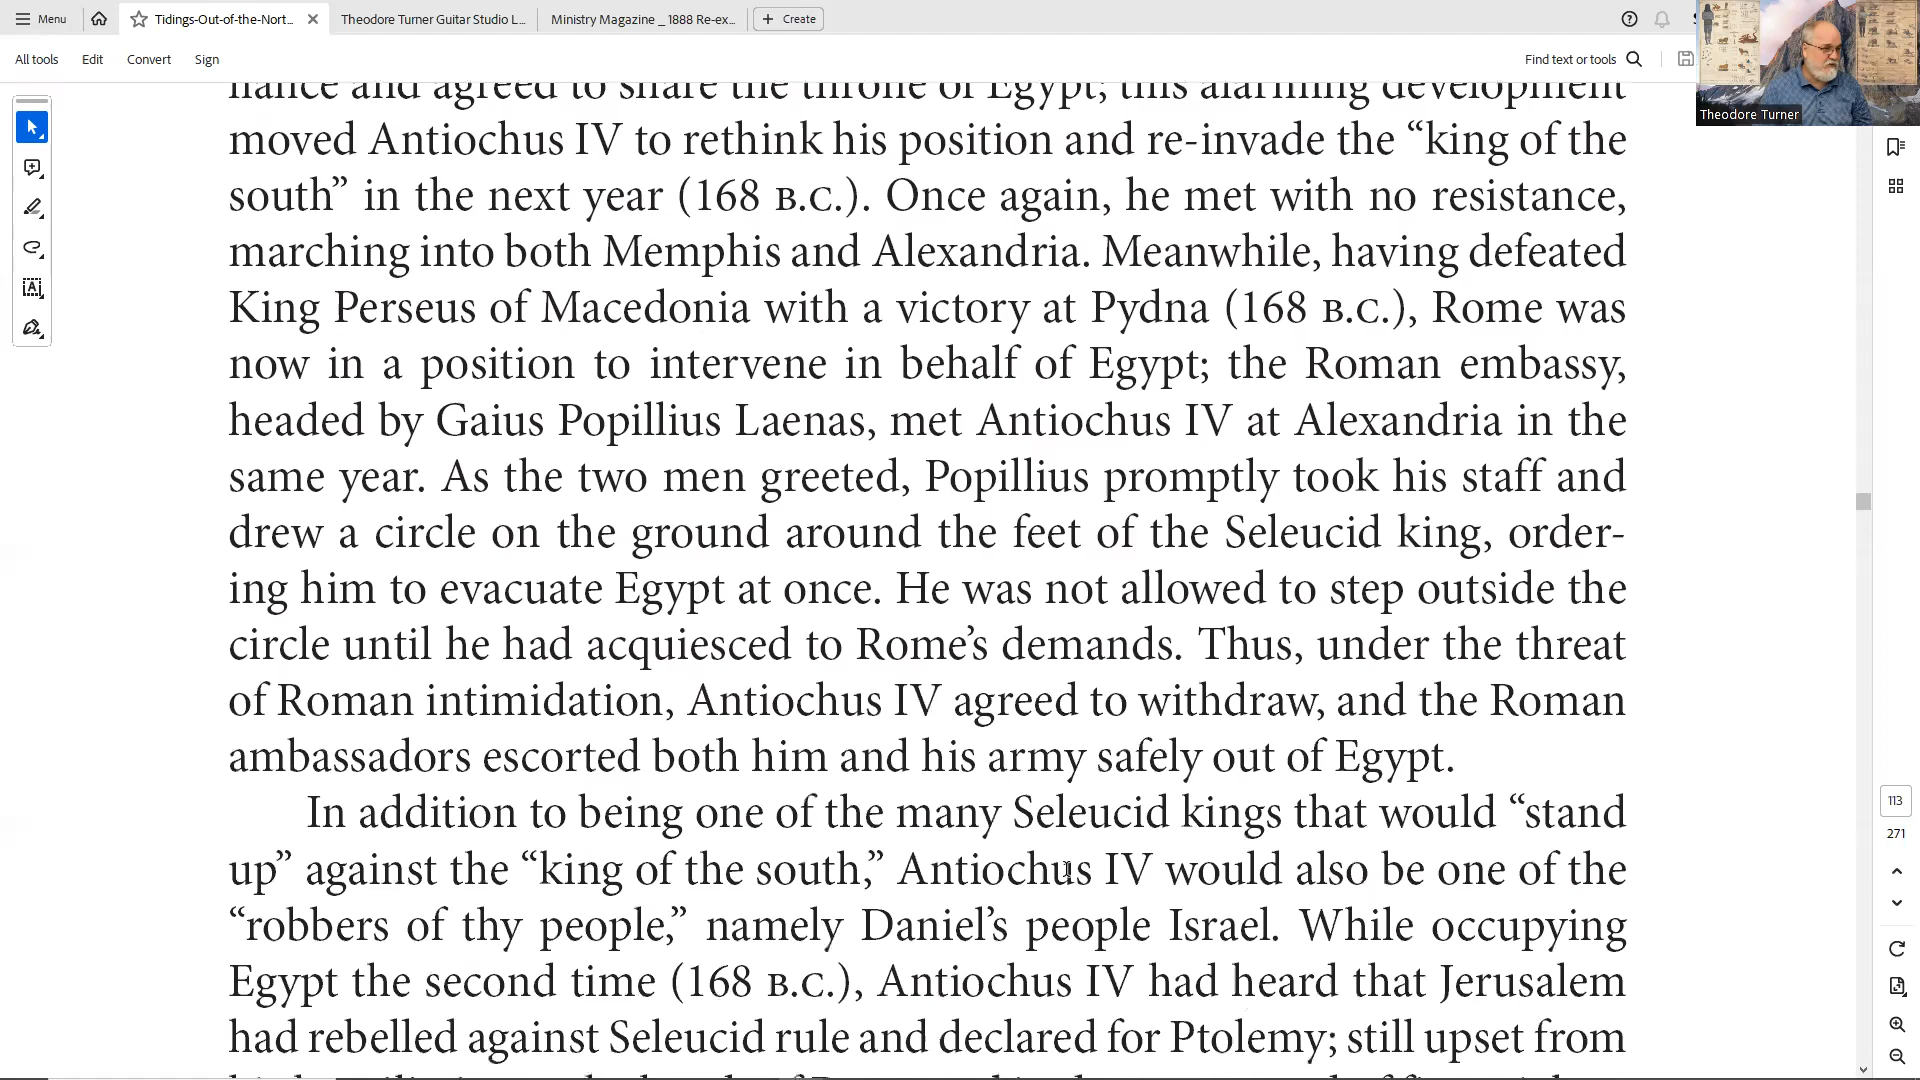 Menu
Tidings-Out-of-the-Nort...
Theodore Turner Guitar Studio L...
Ministry Magazine _ 1888 Re-ex...
Create
All tools
Edit
Convert
Sign
Find text or tools
Theodore Turner
nance and agreed to share the throne of Egypt; this alarming development
moved Antiochus IV to rethink his position and re-invade the “king of the
south” in the next year (168 B.C.). Once again, he met with no resistance,
marching into both Memphis and Alexandria. Meanwhile, having defeated
King Perseus of Macedonia with a victory at Pydna (168 B.C.), Rome was
now in a position to intervene in behalf of Egypt; the Roman embassy,
headed by Gaius Popillius Laenas, met Antiochus IV at Alexandria in the
same year. As the two men greeted, Popillius promptly took his staff and
drew a circle on the ground around the feet of the Seleucid king, order-
ing him to evacuate Egypt at once. He was not allowed to step outside the
circle until he had acquiesced to Rome’s demands. Thus, under the threat
of Roman intimidation, Antiochus IV agreed to withdraw, and the Roman
ambassadors escorted both him and his army safely out of Egypt.
In addition to being one of the many Seleucid kings that would “stand
up” against the “king of the south,” Antiochus IV would also be one of the
“robbers of thy people,” namely Daniel’s people Israel. While occupying
Egypt the second time (168 B.C.), Antiochus IV had heard that Jerusalem
had rebelled against Seleucid rule and declared for Ptolemy; still upset from
113
271